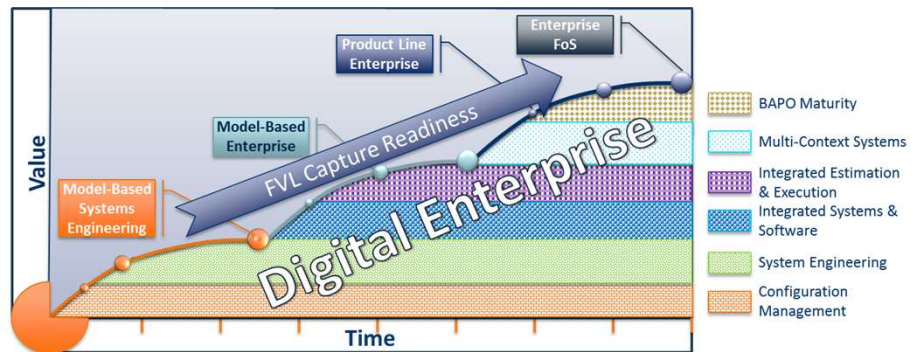 Enterprise
FoS
Product Line
Enterprise
Model-Based
Enterprise
Model-Based
Systems
Engineering
FVL Capture Readiness
Digital Enterprise
Value
Time
BAPO Maturity
Multi-Context Systems
Integrated Estimation
& Execution
Integrated Systems &
Software
System Engineering
Configuration
Management